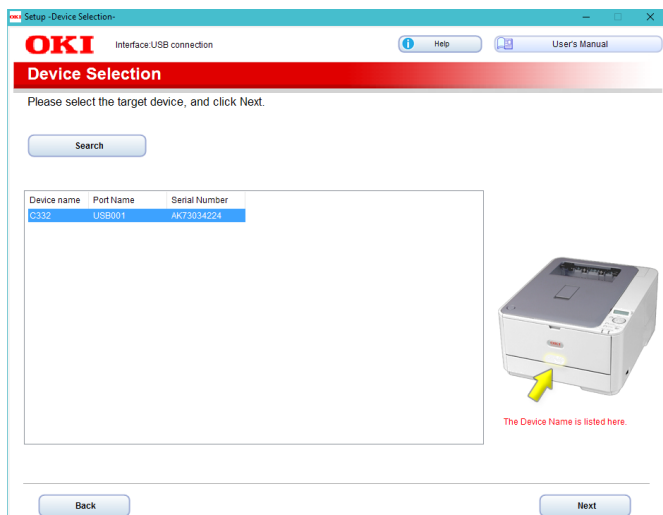 OKI Setup -Device Selection-
OKI Interface:USB connection Help User's Manual
Device Selection
Please select the target device, and click Next.
Search
Device name Port Name Serial Number
C332 USB001 AK73034224
The Device Name is listed here.
Back Next